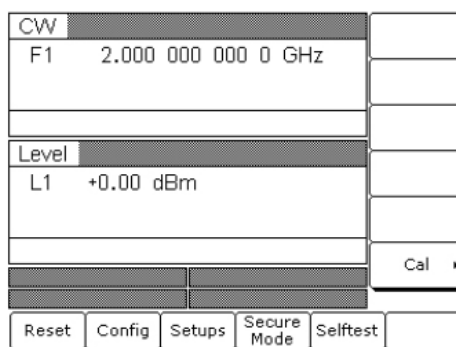 CW
F1 2.000 000 000 0 GHz
Level
L1 +0.00 dBm
Cal
Reset Config Setups Secure Mode Selftest